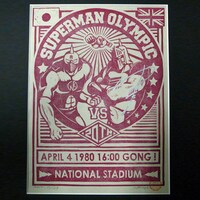 SUPERMAN OLYMPIC
VS
APRIL 4 1980 16:00 GONG!
NATIONAL STADIUM